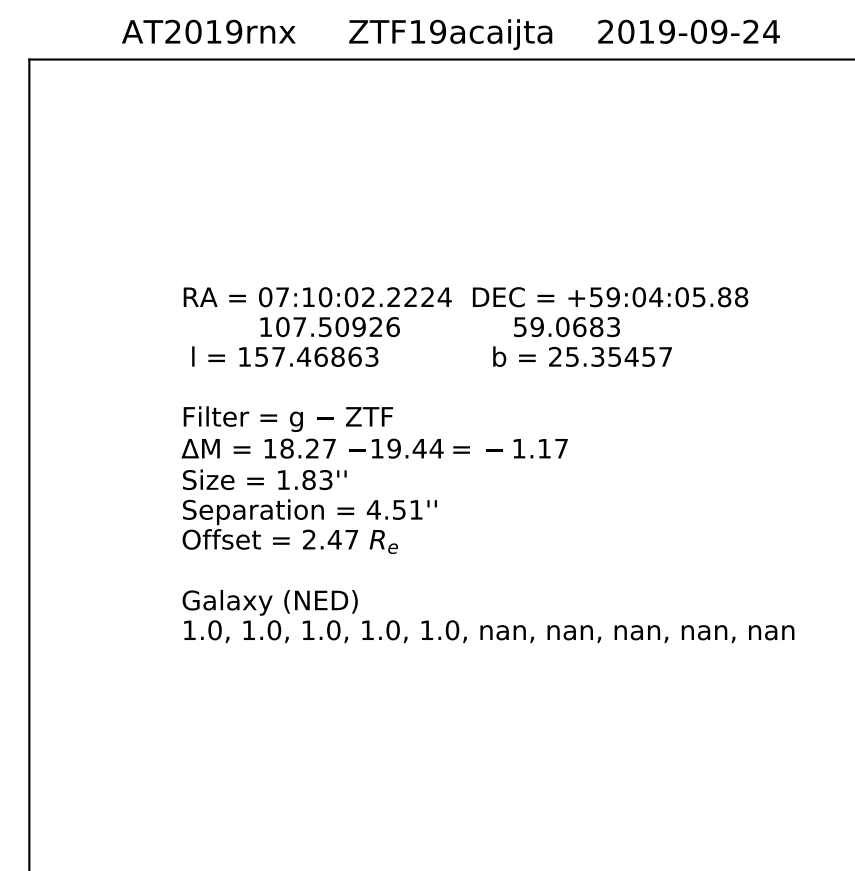 AT2019rnx ZTF19acaijta 2019-09-24
RA = 07:10:02.2224 DEC = +59:04:05.88
107.50926 59.0683
l = 157.46863 b = 25.35457
Filter = g − ZTF
ΔM = 18.27 −19.44 = − 1.17
Size = 1.83''
Separation = 4.51''
Offset = 2.47 Re
Galaxy (NED)
1.0, 1.0, 1.0, 1.0, 1.0, nan, nan, nan, nan, nan